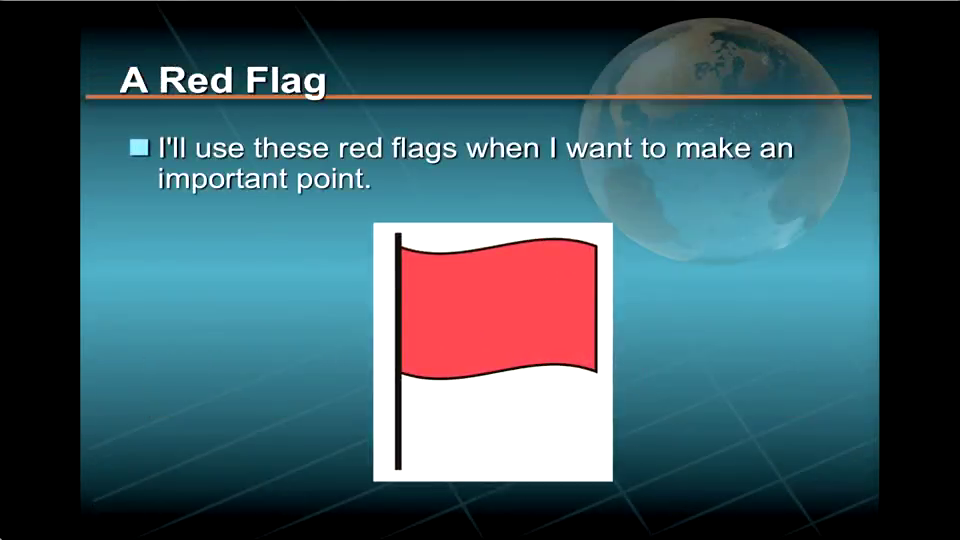 A Red Flag
I'll use these red flags when I want to make an
important point.